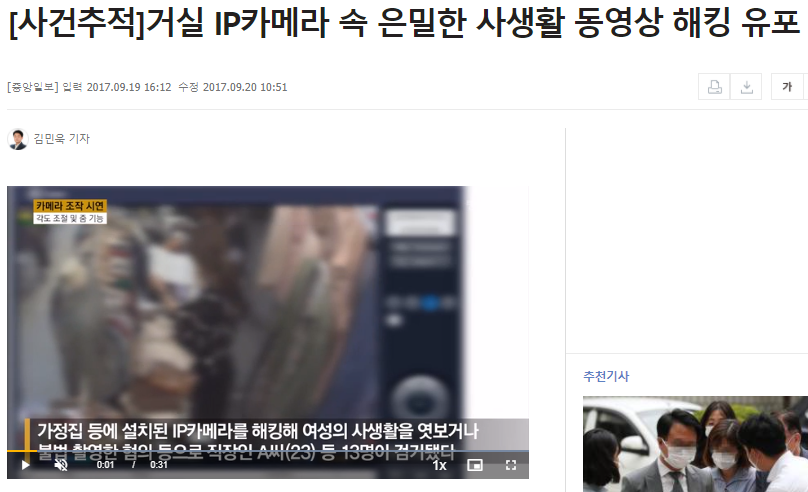 [사건추적]거실 IP카메라 속 은밀한 사생활 동영상 해킹 유포
[중앙일보] 입력 2017.09.19 16:12 수정 2017.09.20 10:51
가
김민욱 기자
카메라 조작 시연
각도 조절 및 줌 기능
가정집 등에 설치된 IP카메라를 해킹해 여성의 사생활을 엿보거나
불법 촬영한 혐의 등으로 직장인 A씨(23) 등 13명이 검거됐다
0:01 / 0:31 1x
추천기사